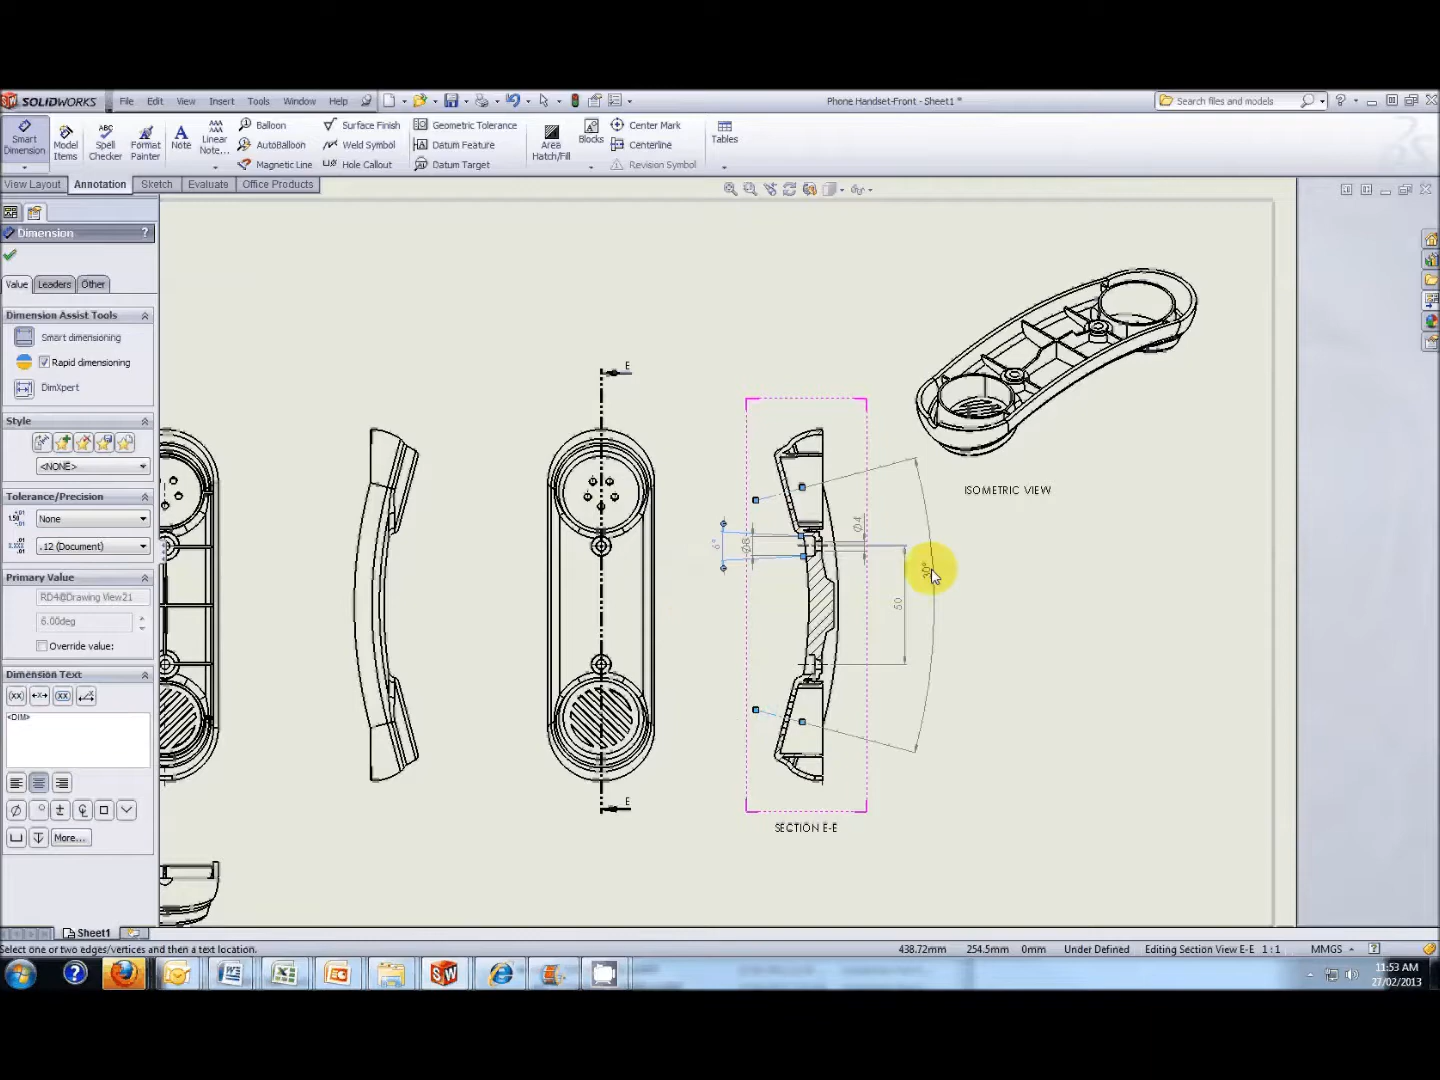 SOLIDWORKS File Edit View Insert Tools Window Help
Phone Handset-Front - Sheet1 *
Search files and models
Smart Dimension
Model Items
Spell Checker
Format Painter
Note
Linear Note...
Balloon
AutoBalloon
Magnetic Line
Surface Finish
Weld Symbol
Hole Callout
Geometric Tolerance
Datum Feature
Datum Target
Area Hatch/Fill
Blocks
Center Mark
Centerline
Revision Symbol
Tables
View Layout Annotation Sketch Evaluate Office Products
Dimension ?
Value Leaders Other
Dimension Assist Tools
Smart dimensioning
Rapid dimensioning
DimXpert
Style
<NONE>
Tolerance/Precision
None
.12 (Document)
Primary Value
RD4@Drawing View21
6.00deg
Override value:
Dimension Text
(xx)
<DIM>
More...
E
E
6°
Ø8
Ø4
30°
50
SECTION E-E
ISOMETRIC VIEW
Sheet1
Select one or two edges/vertices and then a text location.
438.72mm 254.5mm 0mm Under Defined Editing Section View E-E 1 : 1 MMGS
11:53 AM
27/02/2013